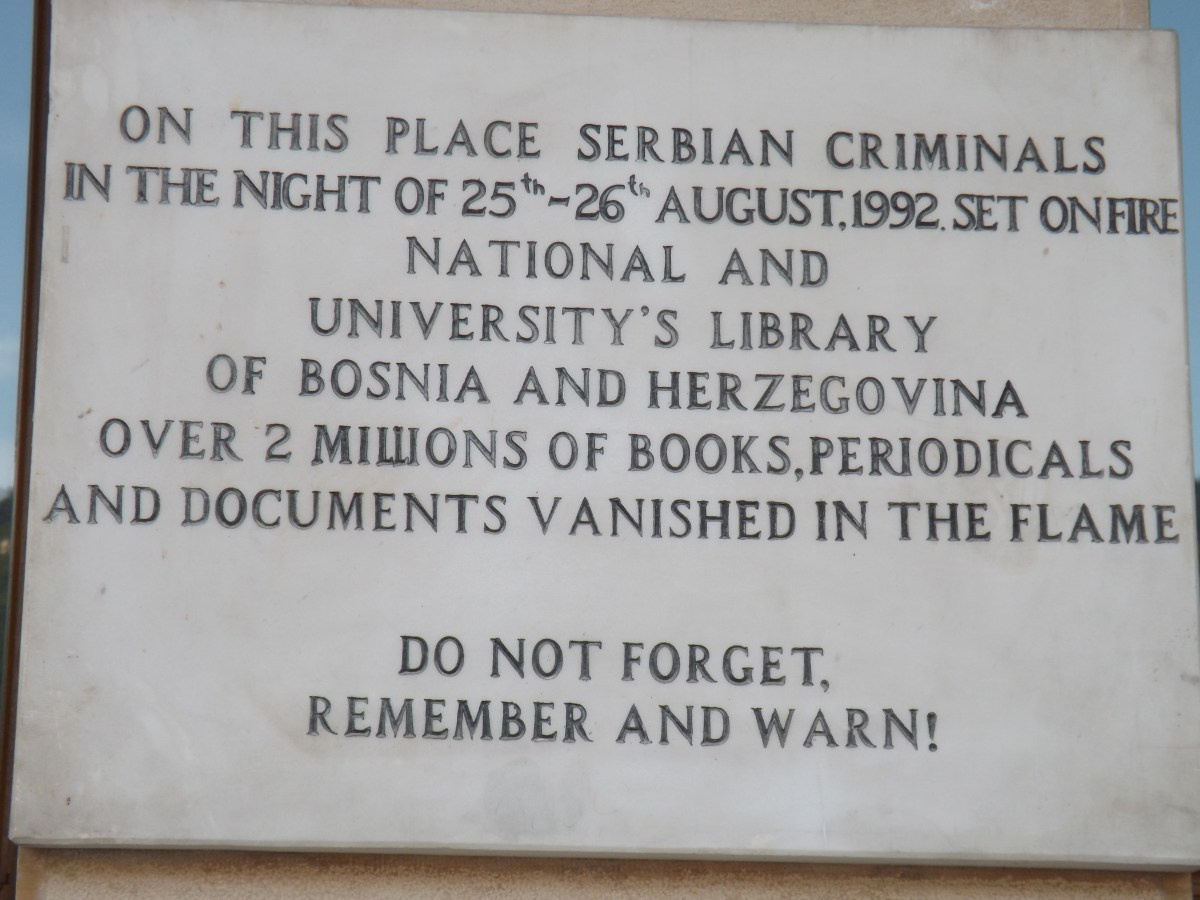 ON THIS PLACE SERBIAN CRIMINALS
IN THE NIGHT OF 25th-26th AUGUST, 1992. SET ON FIRE
NATIONAL AND
UNIVERSITY'S LIBRARY
OF BOSNIA AND HERZEGOVINA
OVER 2 MILLIONS OF BOOKS, PERIODICALS
AND DOCUMENTS VANISHED IN THE FLAME
DO NOT FORGET,
REMEMBER AND WARN!